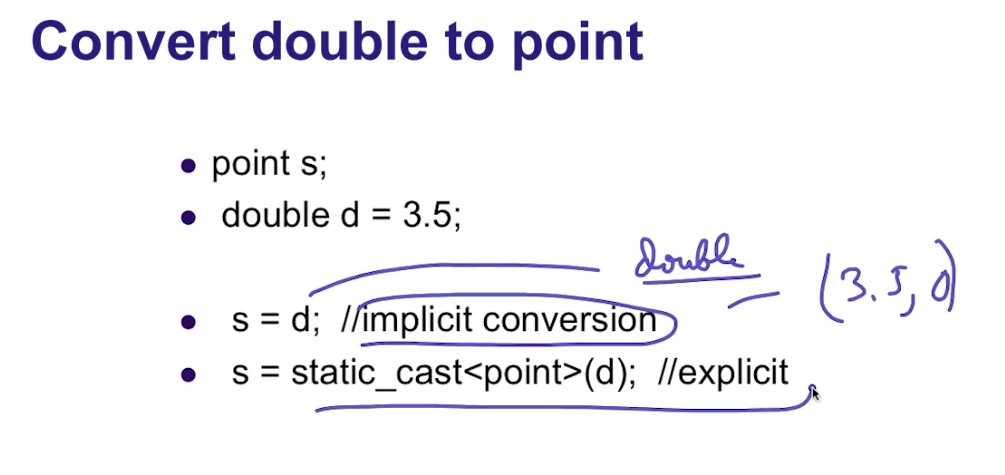 Convert double to point
• point s;
• double d = 3.5;
double (3.5, 0)
• s = d; //implicit conversion
• s = static_cast<point>(d); //explicit